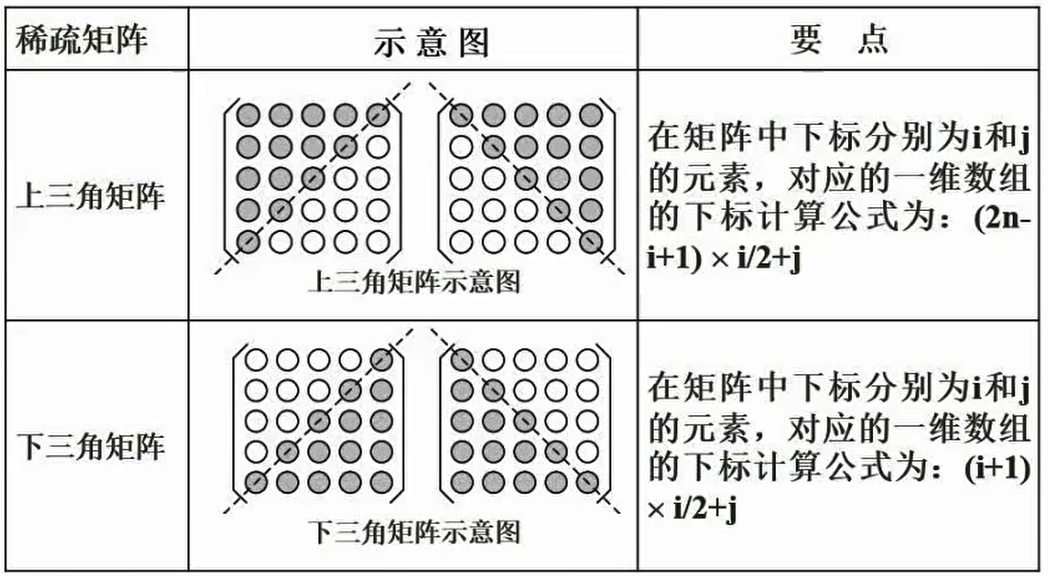 稀疏矩阵
示 意 图
要 点
上三角矩阵
上三角矩阵示意图
在矩阵中下标分别为i和j
的元素，对应的一维数组
的下标计算公式为：(2n-
i+1) × i/2+j
下三角矩阵
下三角矩阵示意图
在矩阵中下标分别为i和j
的元素，对应的一维数组
的下标计算公式为：(i+1)
× i/2+j